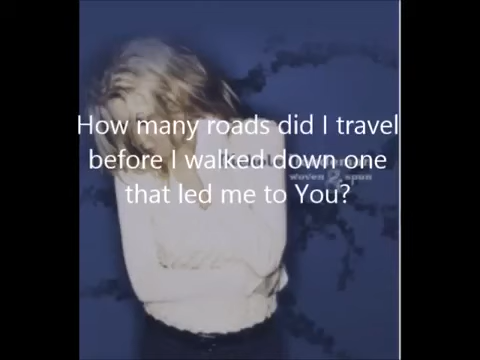 How many roads did I travel
before I walked down one
that led me to You?
woven & spun